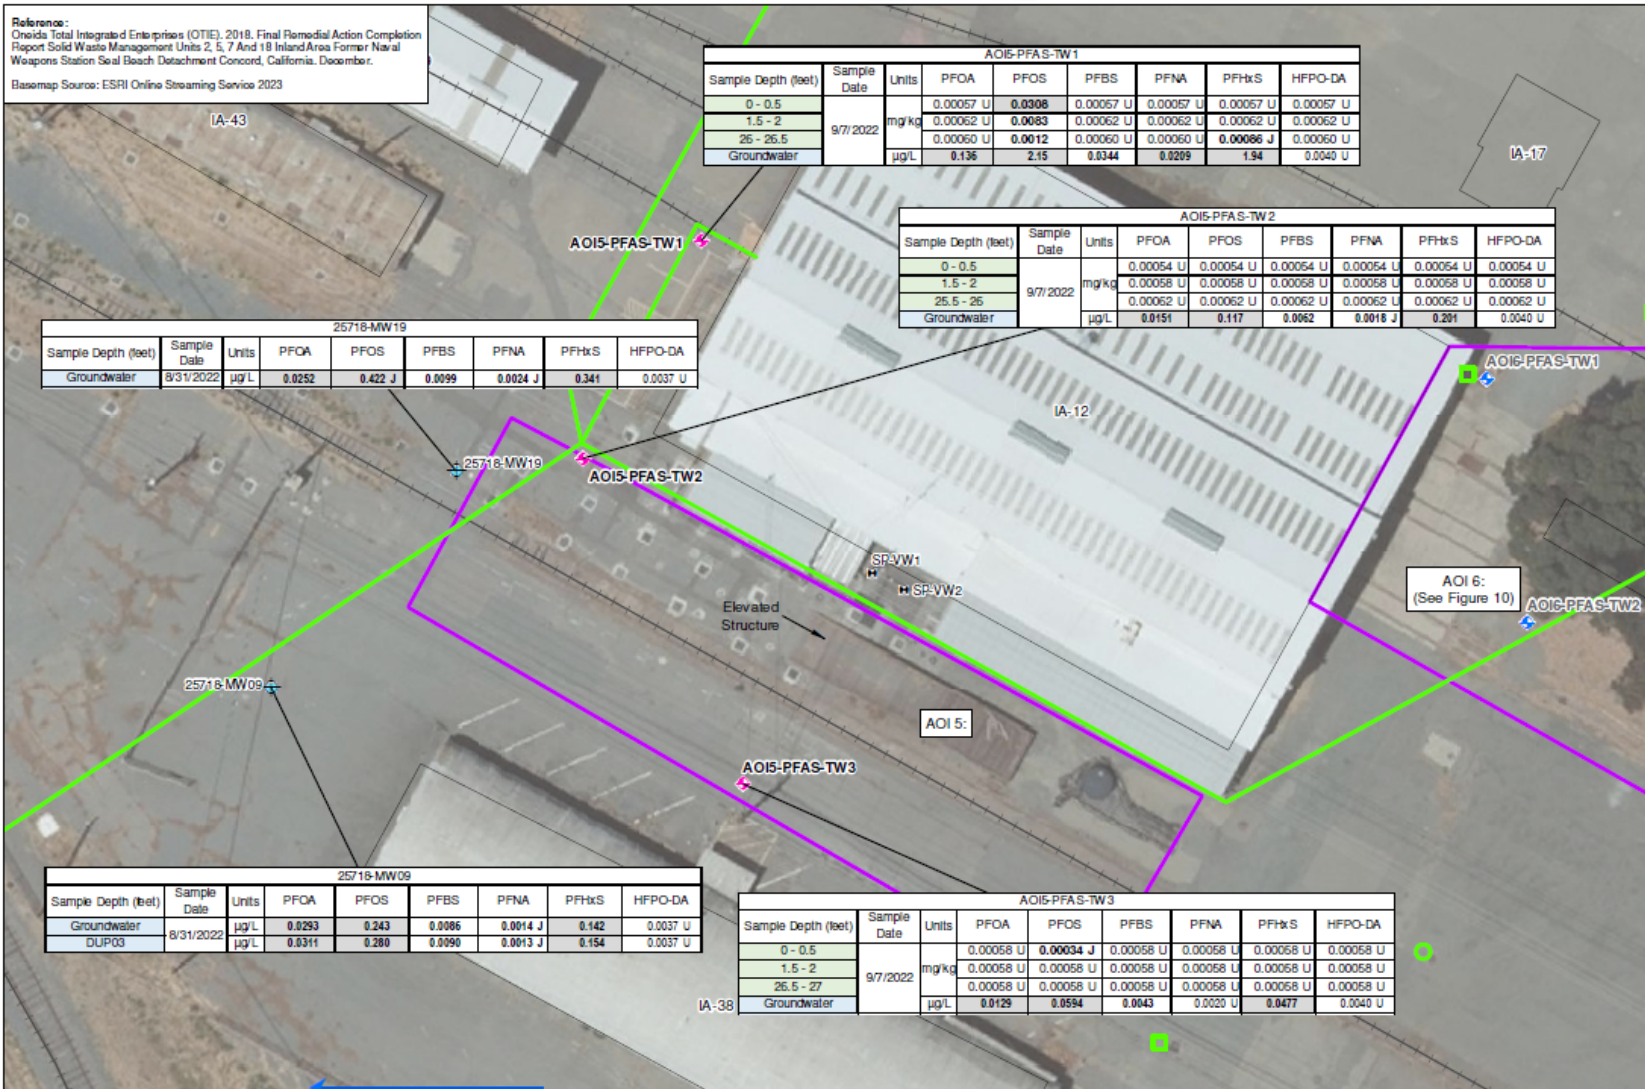 Reference:
Oneida Total Integrated Enterprises (OTIE). 2018. Final Remedial Action Completion
Report Solid Waste Management Units 2, 5, 7 And 18 Inland Area Former Naval
Weapons Station Seal Beach Detachment Concord, California. December.
Basemap Source: ESRI Online Streaming Service 2023
IA-43
AOI5-PFAS-TW1
Sample Depth (feet) Sample Date Units PFOA PFOS PFBS PFNA PFHxS HFPO-DA
0 - 0.5 9/7/2022 mg/kg 0.00057 U 0.0308 0.00057 U 0.00057 U 0.00057 U 0.00057 U
1.5 - 2 0.00062 U 0.0083 0.00062 U 0.00062 U 0.00062 U 0.00062 U
26 - 26.5 0.00060 U 0.0012 0.00060 U 0.00060 U 0.00086 J 0.00060 U
Groundwater µg/L 0.136 2.15 0.0344 0.0209 1.94 0.0040 U
IA-17
AOI5-PFAS-TW1
AOI5-PFAS-TW2
Sample Depth (feet) Sample Date Units PFOA PFOS PFBS PFNA PFHxS HFPO-DA
0 - 0.5 9/7/2022 mg/kg 0.00054 U 0.00054 U 0.00054 U 0.00054 U 0.00054 U 0.00054 U
1.5 - 2 0.00058 U 0.00058 U 0.00058 U 0.00058 U 0.00058 U 0.00058 U
25.5 - 26 0.00062 U 0.00062 U 0.00062 U 0.00062 U 0.00062 U 0.00062 U
Groundwater µg/L 0.0151 0.117 0.0062 0.0018 J 0.201 0.0040 U
25718-MW19
Sample Depth (feet) Sample Date Units PFOA PFOS PFBS PFNA PFHxS HFPO-DA
Groundwater 8/31/2022 µg/L 0.0252 0.422 J 0.0099 0.0024 J 0.341 0.0037 U
AOI6-PFAS-TW1
IA-12
25718-MW19
AOI5-PFAS-TW2
SP-VW1
SP-VW2
AOI 6:
(See Figure 10)
AOI6-PFAS-TW2
Elevated
Structure
25718-MW09
AOI 5:
AOI5-PFAS-TW3
25718-MW09
Sample Depth (feet) Sample Date Units PFOA PFOS PFBS PFNA PFHxS HFPO-DA
Groundwater 8/31/2022 µg/L 0.0293 0.243 0.0086 0.0014 J 0.142 0.0037 U
DUP03 µg/L 0.0311 0.280 0.0090 0.0013 J 0.154 0.0037 U
AOI5-PFAS-TW3
Sample Depth (feet) Sample Date Units PFOA PFOS PFBS PFNA PFHxS HFPO-DA
0 - 0.5 9/7/2022 mg/kg 0.00058 U 0.00034 J 0.00058 U 0.00058 U 0.00058 U 0.00058 U
1.5 - 2 0.00058 U 0.00058 U 0.00058 U 0.00058 U 0.00058 U 0.00058 U
26.5 - 27 0.00058 U 0.00058 U 0.00058 U 0.00058 U 0.00058 U 0.00058 U
Groundwater µg/L 0.0129 0.0594 0.0043 0.0020 U 0.0477 0.0040 U
IA-38